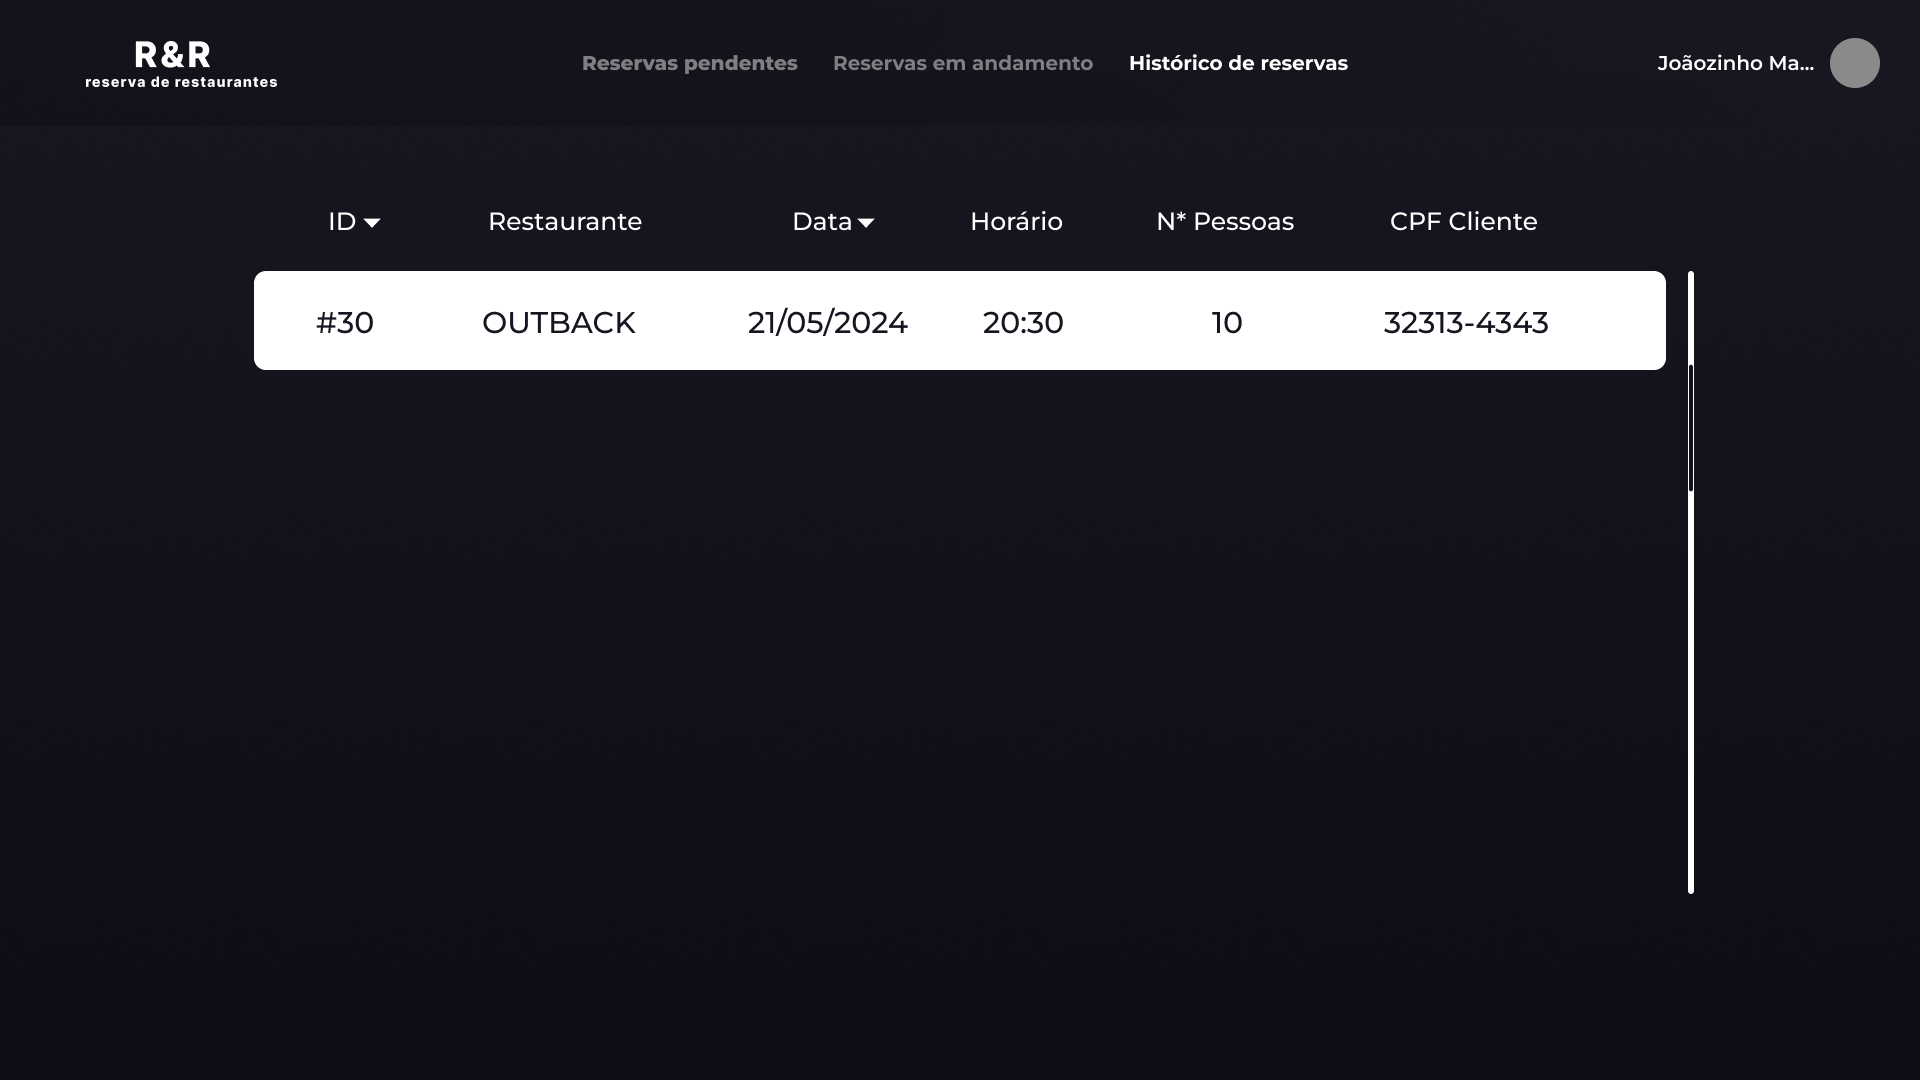 R&R
reserva de restaurantes
Reservas pendentes Reservas em andamento Histórico de reservas
Joãozinho Ma...
ID Restaurante Data Horário N* Pessoas CPF Cliente
#30 OUTBACK 21/05/2024 20:30 10 32313-4343